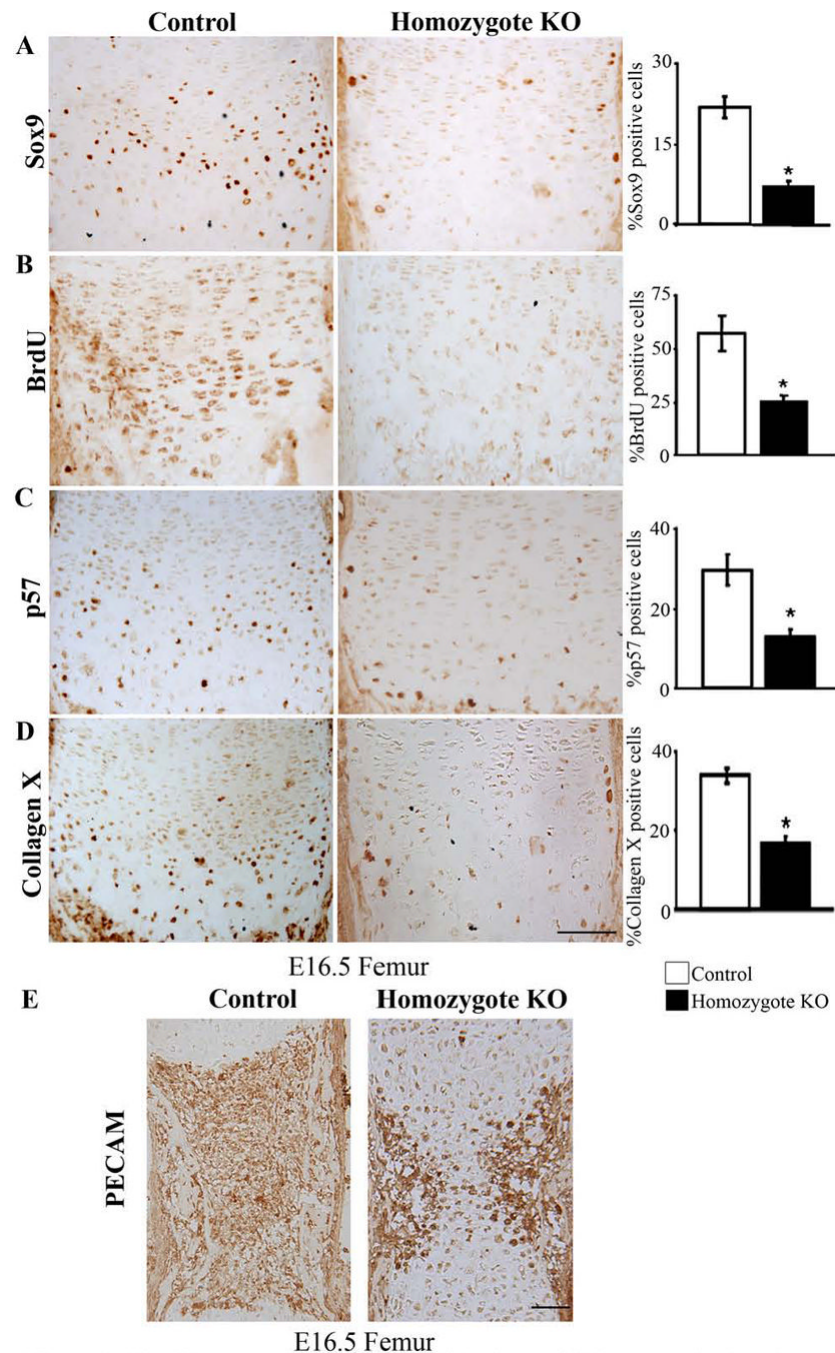 Control Homozygote KO
A
Sox9
30
15
0
%Sox9 positive cells
*
B
BrdU
75
50
25
0
%BrdU positive cells
*
C
p57
40
20
0
%p57 positive cells
*
D
Collagen X
40
20
0
%Collagen X positive cells
*
E16.5 Femur
Control
Homozygote KO
E
Control Homozygote KO
PECAM
E16.5 Femur